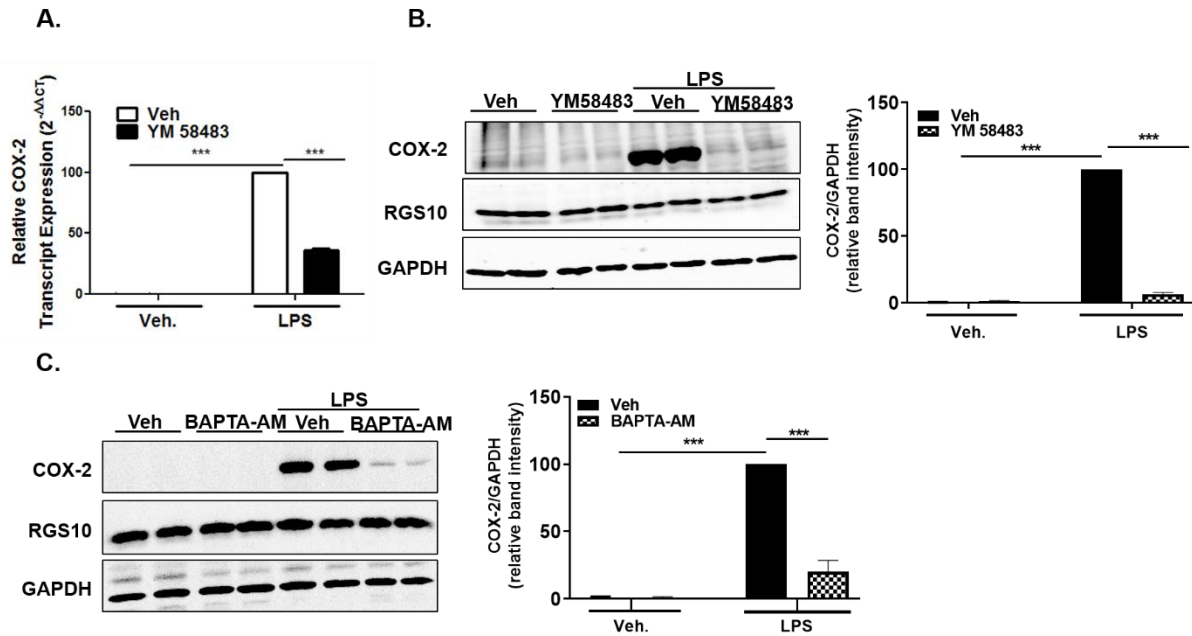 A.
Relative COX-2
Transcript Expression (2^-ΔΔCT)
150
100
50
0
Veh
YM 58483
***
***
Veh.
LPS
B.
LPS
Veh YM58483 Veh YM58483
COX-2
RGS10
GAPDH
COX-2/GAPDH
(relative band intensity)
150
100
50
0
Veh
YM 58483
***
***
Veh.
LPS
C.
LPS
Veh BAPTA-AM Veh BAPTA-AM
COX-2
RGS10
GAPDH
COX-2/GAPDH
(relative band intensity)
150
100
50
0
Veh
BAPTA-AM
***
***
Veh.
LPS